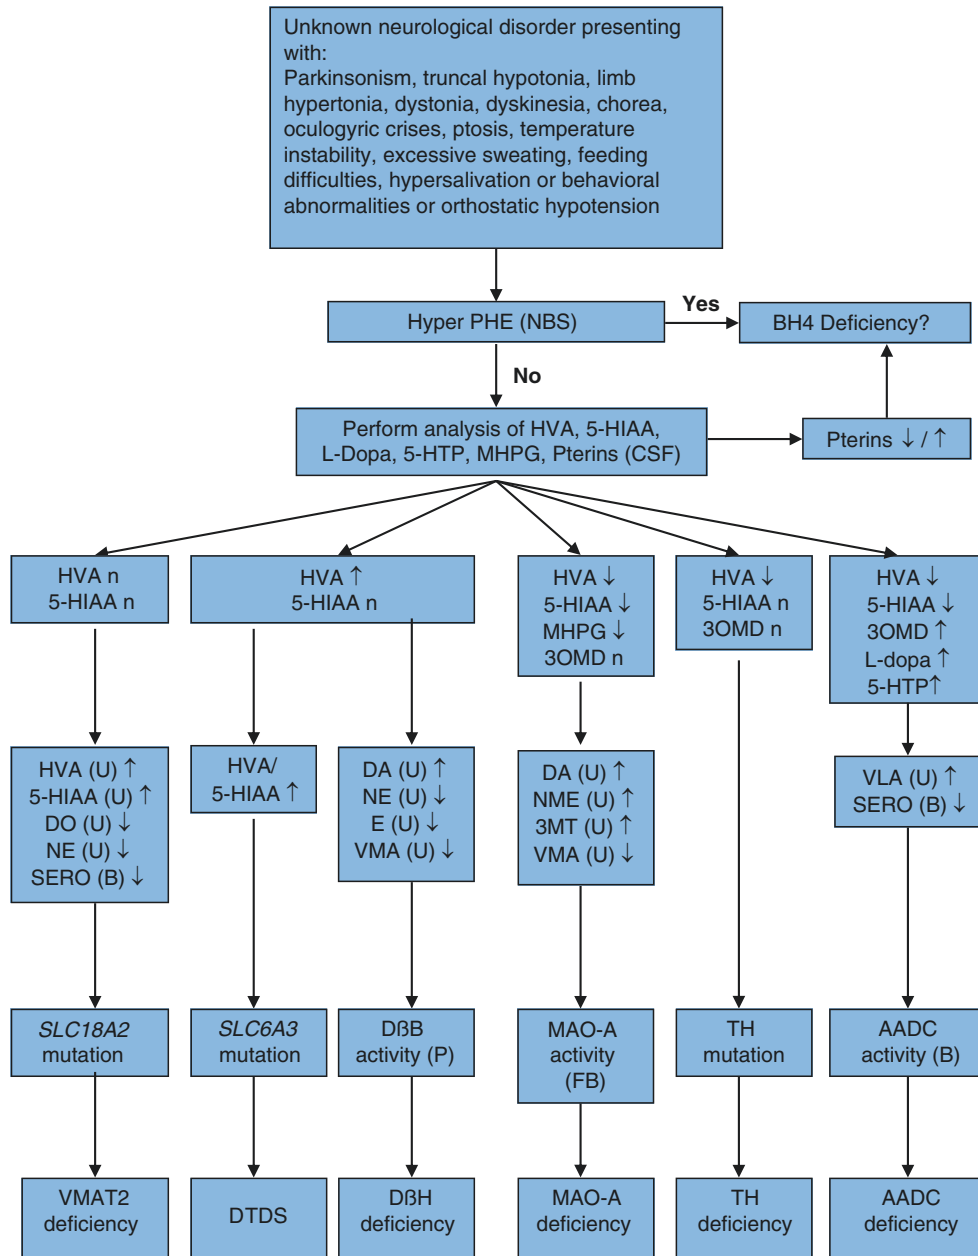 Unknown neurological disorder presenting
with:
Parkinsonism, truncal hypotonia, limb
hypertonia, dystonia, dyskinesia, chorea,
oculogyric crises, ptosis, temperature
instability, excessive sweating, feeding
difficulties, hypersalivation or behavioral
abnormalities or orthostatic hypotension
Hyper PHE (NBS)
Yes
BH4 Deficiency?
No
Perform analysis of HVA, 5-HIAA,
L-Dopa, 5-HTP, MHPG, Pterins (CSF)
Pterins ↓ / ↑
HVA n
5-HIAA n
HVA ↑
5-HIAA n
HVA ↓
5-HIAA ↓
MHPG ↓
3OMD n
HVA ↓
5-HIAA n
3OMD n
HVA ↓
5-HIAA ↓
3OMD ↑
L-dopa ↑
5-HTP↑
HVA (U) ↑
5-HIAA (U) ↑
DO (U) ↓
NE (U) ↓
SERO (B) ↓
HVA/
5-HIAA ↑
DA (U) ↑
NE (U) ↓
E (U) ↓
VMA (U) ↓
DA (U) ↑
NME (U) ↑
3MT (U) ↑
VMA (U) ↓
VLA (U) ↑
SERO (B) ↓
SLC18A2
mutation
SLC6A3
mutation
DßB
activity (P)
MAO-A
activity
(FB)
TH
mutation
AADC
activity (B)
VMAT2
deficiency
DTDS
DßH
deficiency
MAO-A
deficiency
TH
deficiency
AADC
deficiency